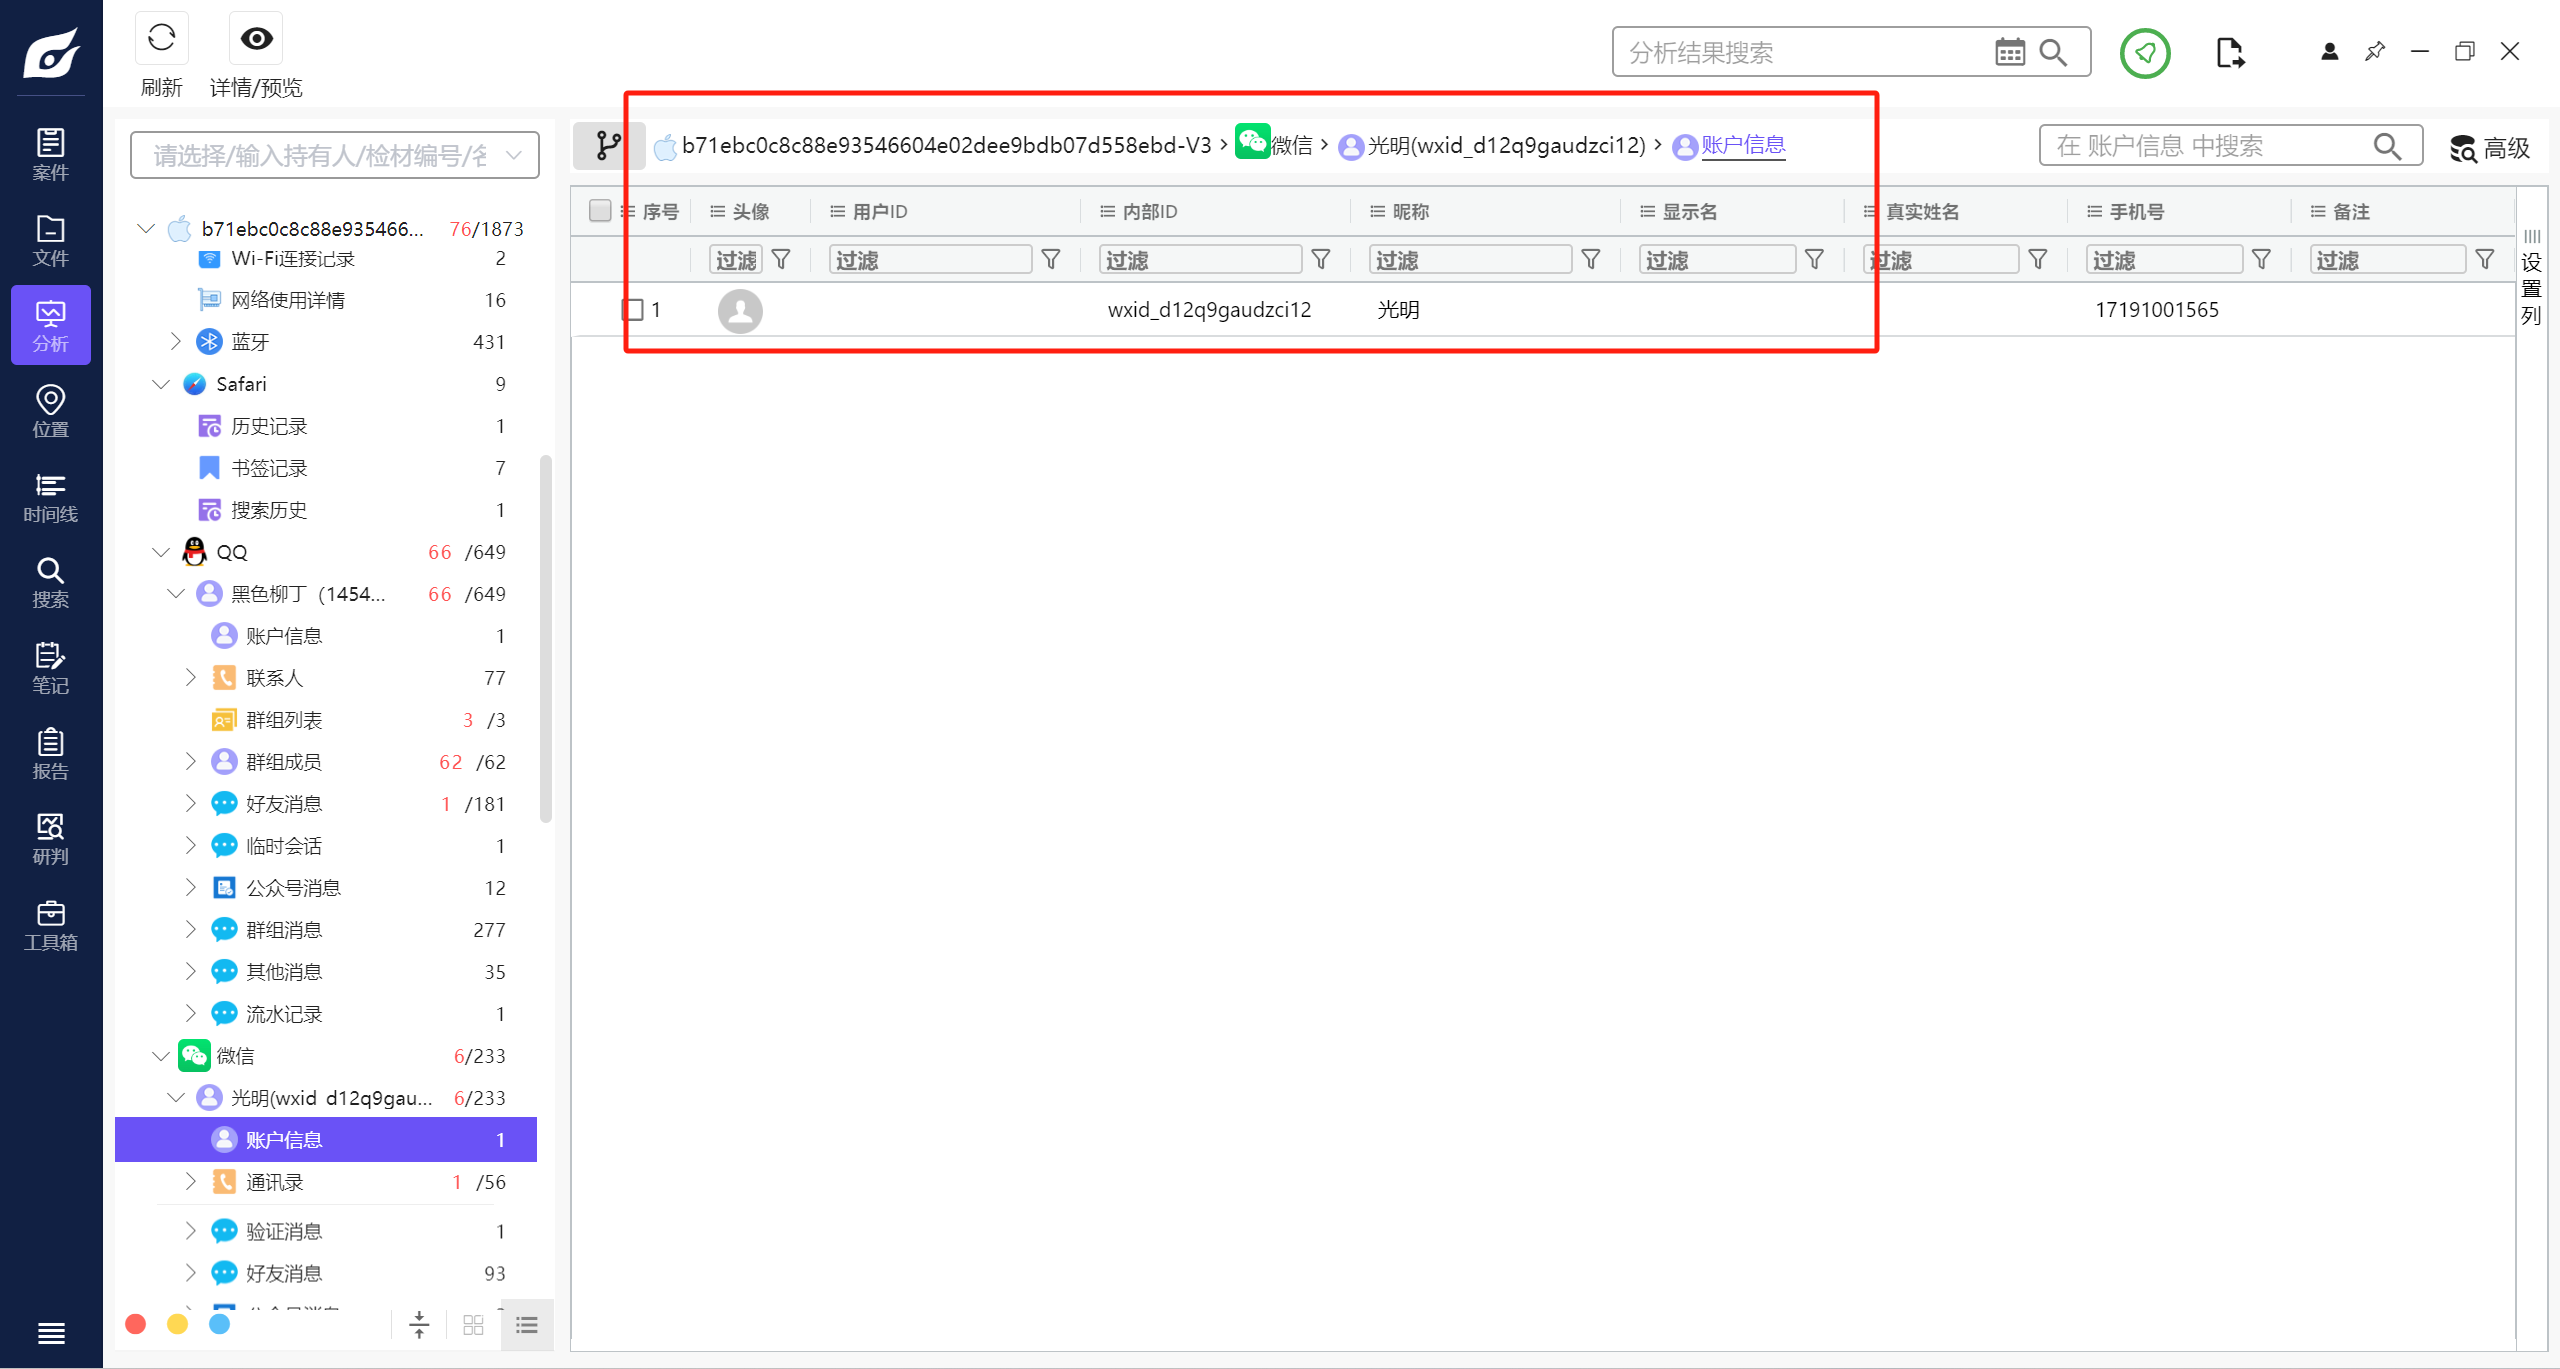 刷新
详情/预览
分析结果搜索
案件
文件
分析
位置
时间线
搜索
笔记
报告
研判
工具箱
请选择/输入持有人/检材编号/名
b71ebc0c8c88e935466... 76/1873
Wi-Fi连接记录 2
网络使用详情 16
蓝牙 431
Safari 9
历史记录 1
书签记录 7
搜索历史 1
QQ 66 /649
黑色柳丁（1454... 66 /649
账户信息 1
联系人 77
群组列表 3 /3
群组成员 62 /62
好友消息 1 /181
临时会话 1
公众号消息 12
群组消息 277
其他消息 35
流水记录 1
微信 6/233
光明(wxid_d12q9gau... 6/233
账户信息 1
通讯录 1 /56
验证消息 1
好友消息 93
b71ebc0c8c88e93546604e02dee9bdb07d558ebd-V3 › 微信 › 光明(wxid_d12q9gaudzci12) › 账户信息
在 账户信息 中搜索
高级
序号 头像 用户ID 内部ID 昵称 显示名 真实姓名 手机号 备注
过滤 过滤 过滤 过滤 过滤 过滤 过滤 过滤
1 wxid_d12q9gaudzci12 光明 17191001565
设置列